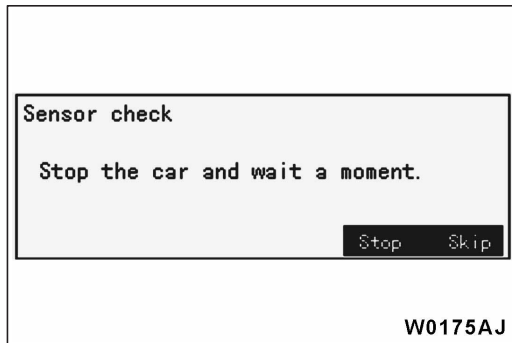 Sensor check
Stop the car and wait a moment.
Stop Skip
W0175AJ